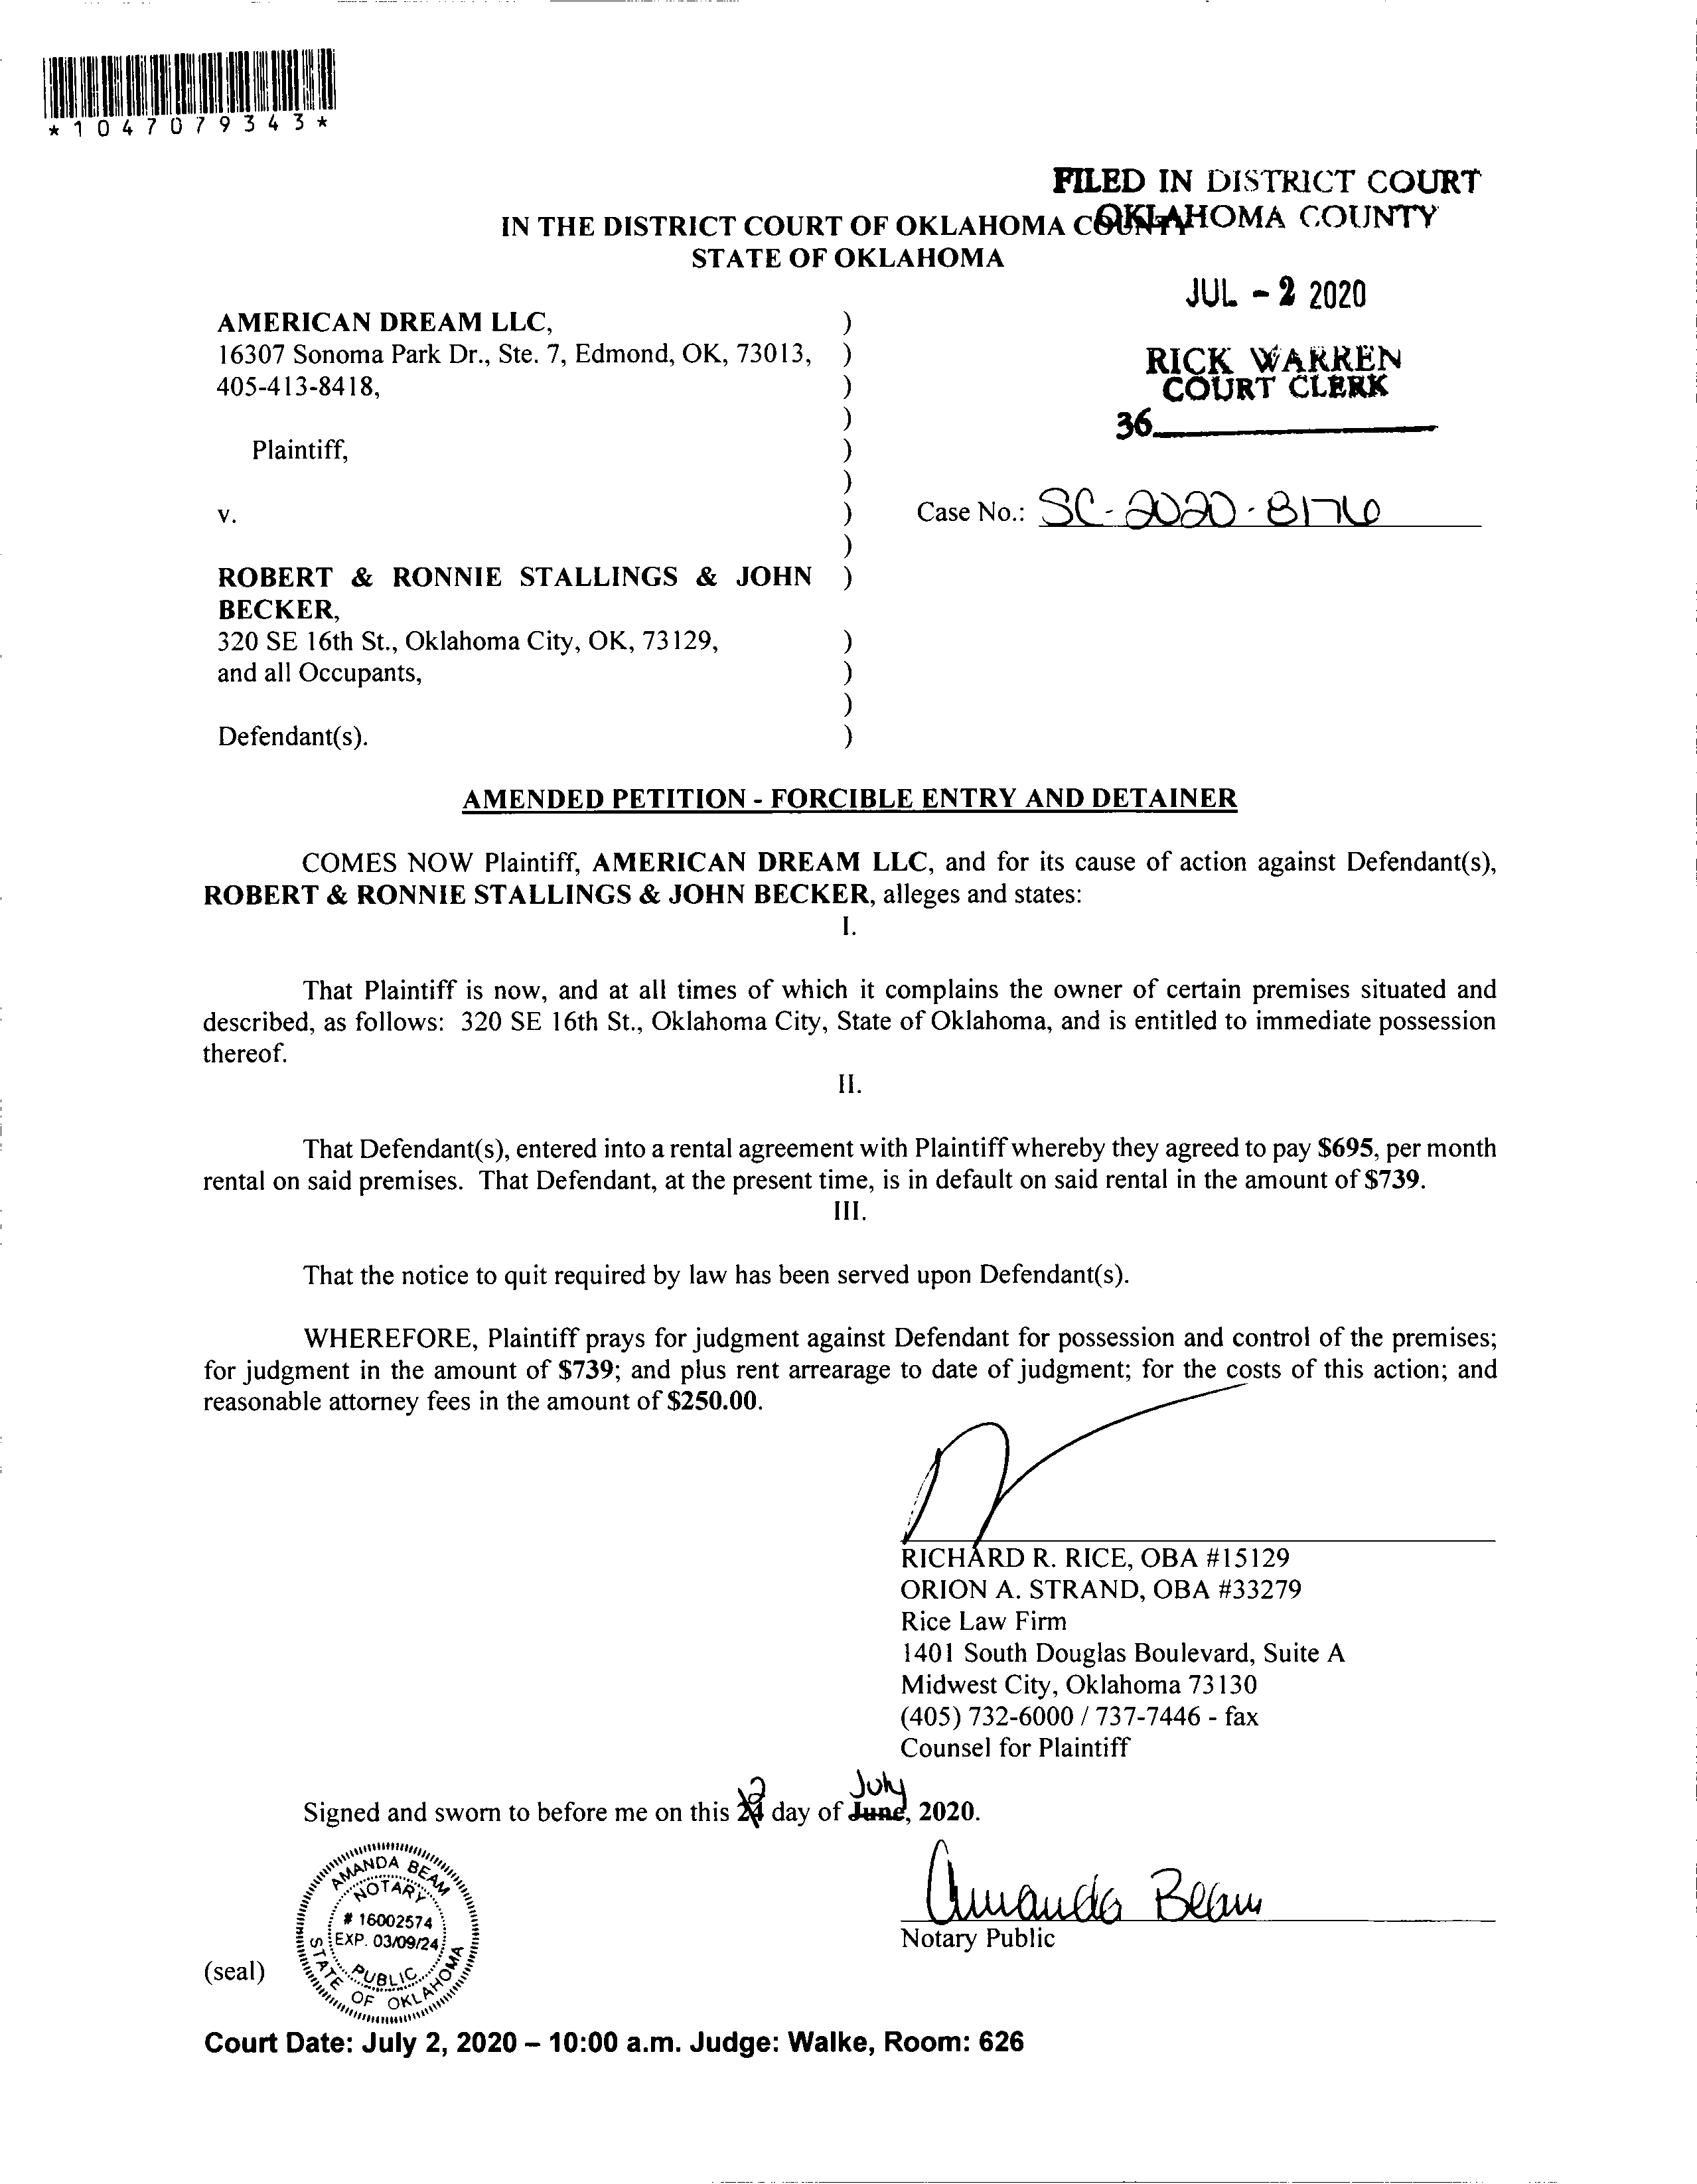 *1047079343*
FILED IN DISTRICT COURT
OKLAHOMA COUNTY
IN THE DISTRICT COURT OF OKLAHOMA COUNTY
STATE OF OKLAHOMA
JUL - 2 2020
RICK WARREN
COURT CLERK
36
AMERICAN DREAM LLC, )
16307 Sonoma Park Dr., Ste. 7, Edmond, OK, 73013, )
405-413-8418, )
)
Plaintiff, )
)
v. ) Case No.: SC-2020-8176
)
ROBERT & RONNIE STALLINGS & JOHN )
BECKER,
320 SE 16th St., Oklahoma City, OK, 73129, )
and all Occupants, )
)
Defendant(s). )
AMENDED PETITION - FORCIBLE ENTRY AND DETAINER
COMES NOW Plaintiff, AMERICAN DREAM LLC, and for its cause of action against Defendant(s),
ROBERT & RONNIE STALLINGS & JOHN BECKER, alleges and states:
I.
That Plaintiff is now, and at all times of which it complains the owner of certain premises situated and
described, as follows: 320 SE 16th St., Oklahoma City, State of Oklahoma, and is entitled to immediate possession
thereof.
II.
That Defendant(s), entered into a rental agreement with Plaintiff whereby they agreed to pay $695, per month
rental on said premises. That Defendant, at the present time, is in default on said rental in the amount of $739.
III.
That the notice to quit required by law has been served upon Defendant(s).
WHEREFORE, Plaintiff prays for judgment against Defendant for possession and control of the premises;
for judgment in the amount of $739; and plus rent arrearage to date of judgment; for the costs of this action; and
reasonable attorney fees in the amount of $250.00.
RICHARD R. RICE, OBA #15129
ORION A. STRAND, OBA #33279
Rice Law Firm
1401 South Douglas Boulevard, Suite A
Midwest City, Oklahoma 73130
(405) 732-6000 / 737-7446 - fax
Counsel for Plaintiff
2 July
Signed and sworn to before me on this 24 day of June, 2020.
AMANDA BEAM
NOTARY
# 16002574
EXP. 03/09/24
PUBLIC
STATE OF OKLAHOMA
Amanda Beam
Notary Public
(seal)
Court Date: July 2, 2020 – 10:00 a.m. Judge: Walke, Room: 626